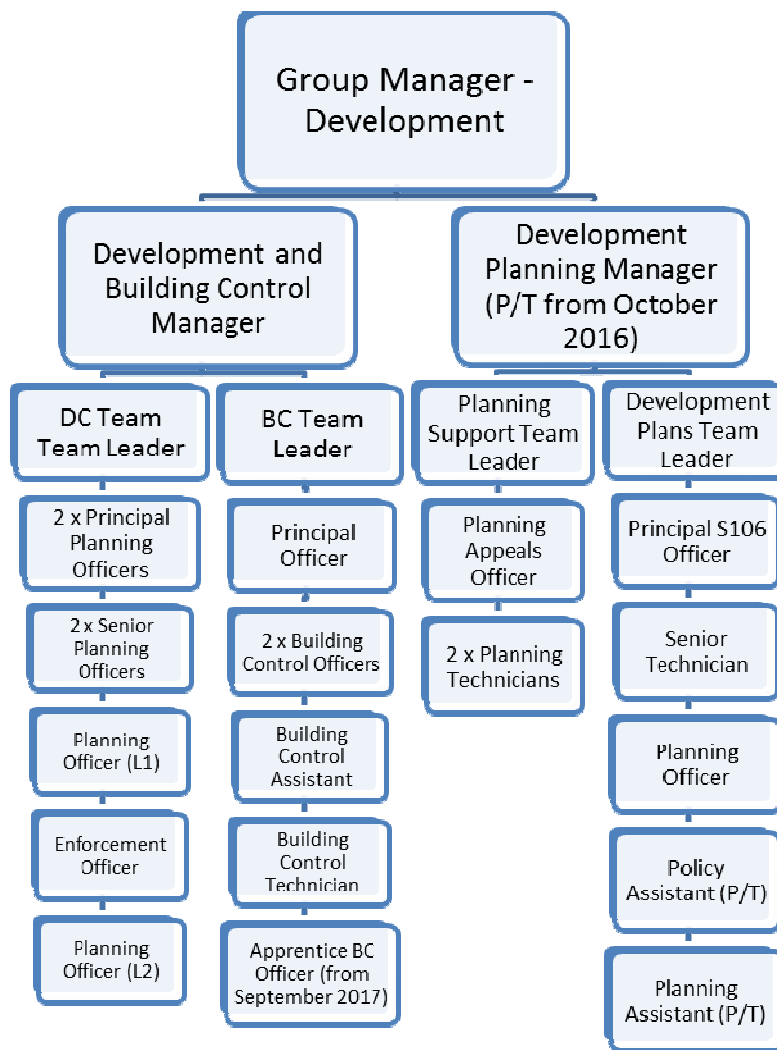 Group Manager -
Development
Development and
Building Control
Manager
Development
Planning Manager
(P/T from October
2016)
DC Team
Team Leader
2 x Principal
Planning
Officers
2 x Senior
Planning
Officers
Planning
Officer (L1)
Enforcement
Officer
Planning
Officer (L2)
BC Team
Leader
Principal
Officer
2 x Building
Control Officers
Building
Control
Assistant
Building
Control
Technician
Apprentice BC
Officer (from
September 2017)
Planning
Support Team
Leader
Planning
Appeals
Officer
2 x Planning
Technicians
Development
Plans Team
Leader
Principal S106
Officer
Senior
Technician
Planning
Officer
Policy
Assistant (P/T)
Planning
Assistant (P/T)